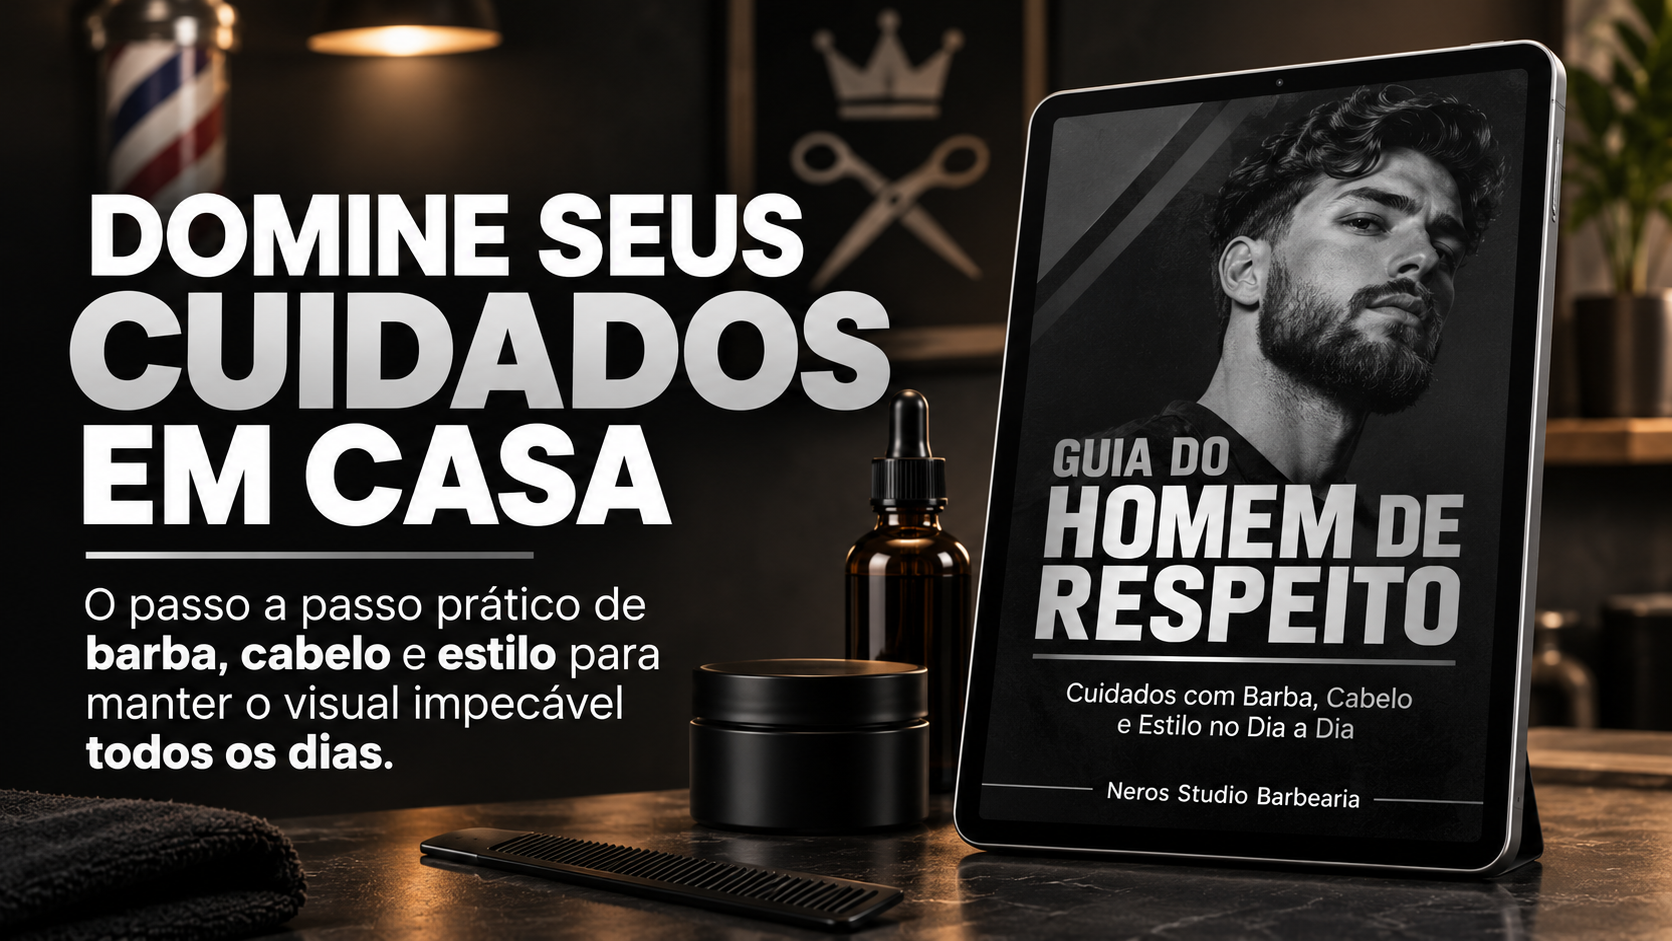 DOMINE SEUS
CUIDADOS
EM CASA
O passo a passo prático de
barba, cabelo e estilo para
manter o visual impecável
todos os dias.
GUIA DO
HOMEM DE
RESPEITO
Cuidados com Barba, Cabelo
e Estilo no Dia a Dia
Neros Studio Barbearia